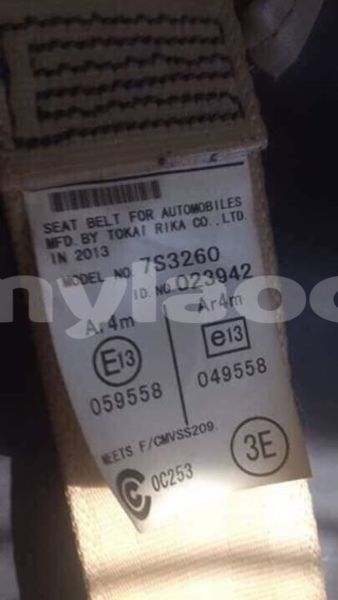 SEAT BELT FOR AUTOMOBILES
MFD. BY TOKAI RIKA CO., LTD.
IN 2013
MODEL NO. 7S3260
ID. NO. 023942
Ar4m
E13
059558
Ar4m
e13
049558
MEETS F/CMVSS209.
C 0C253
3E
mylaoc